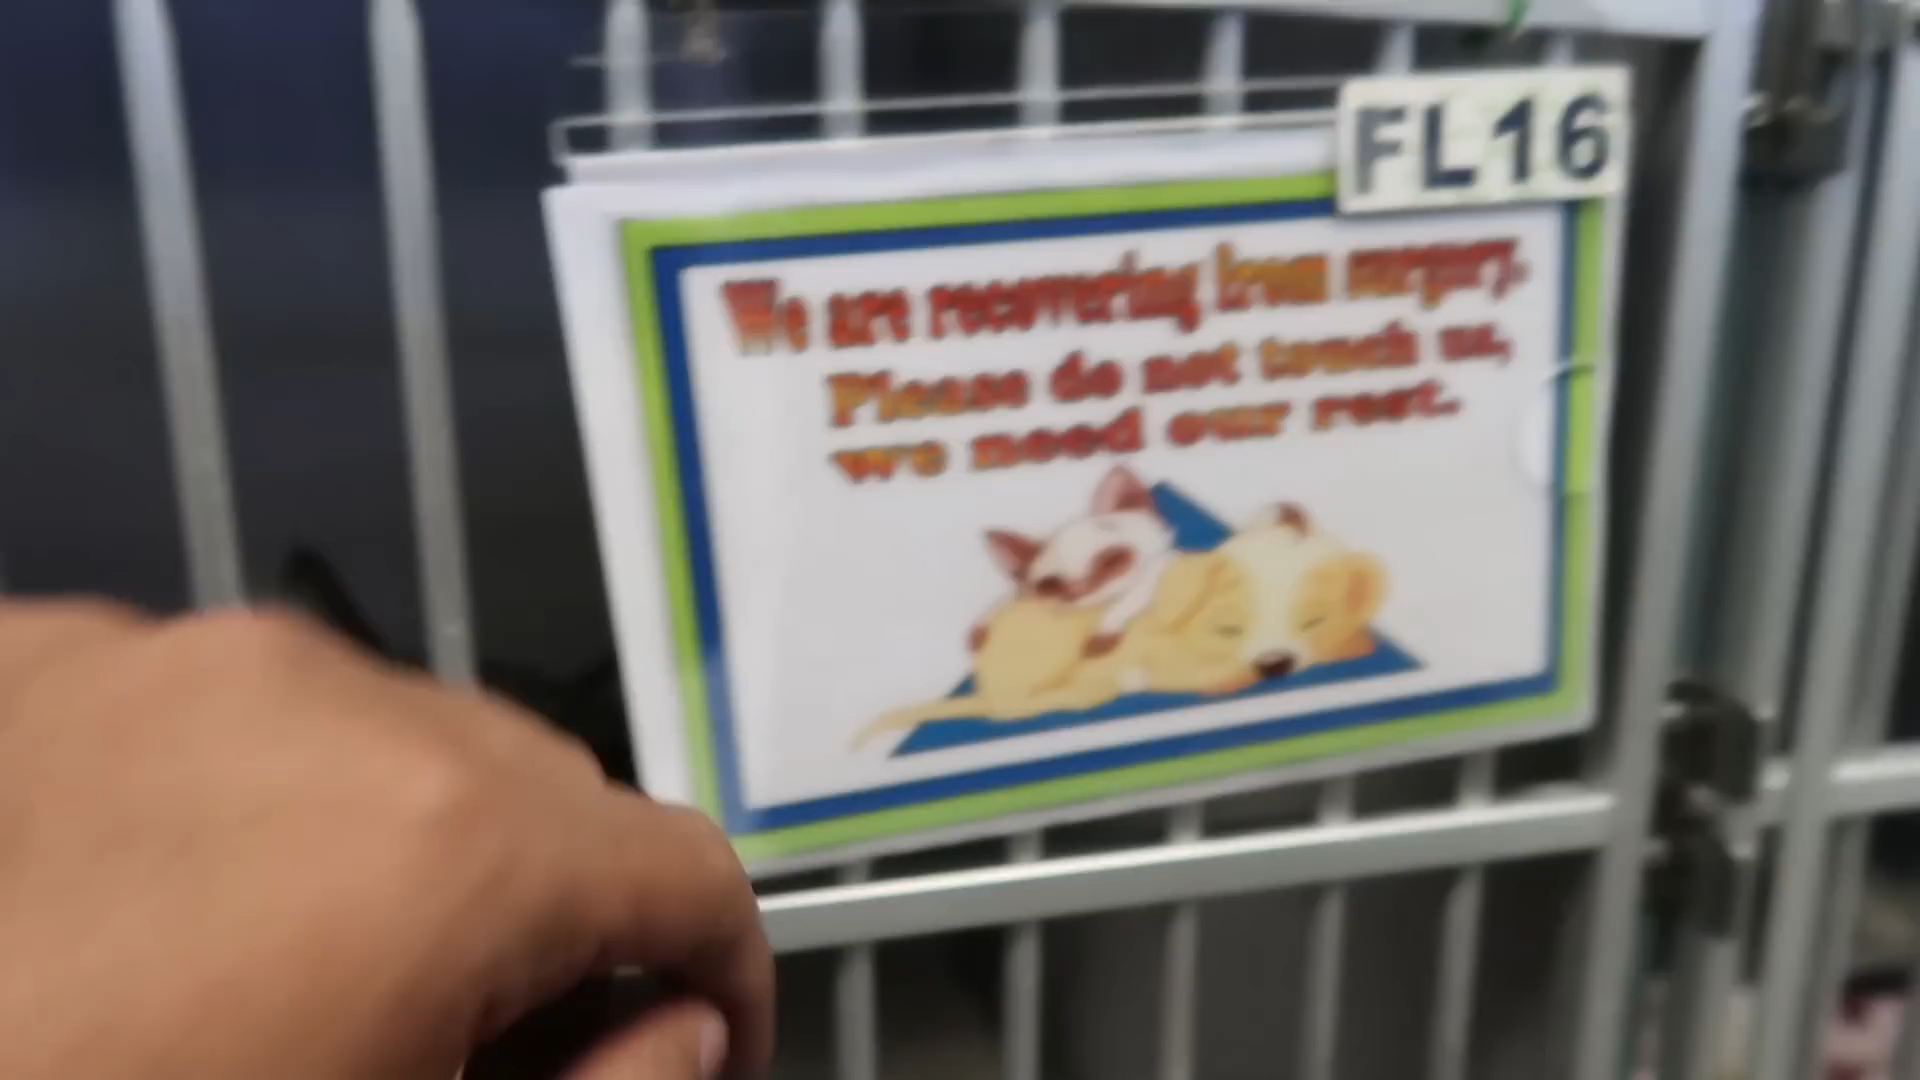 FL16
We are recovering from surgery.
Please do not touch us,
we need our rest.